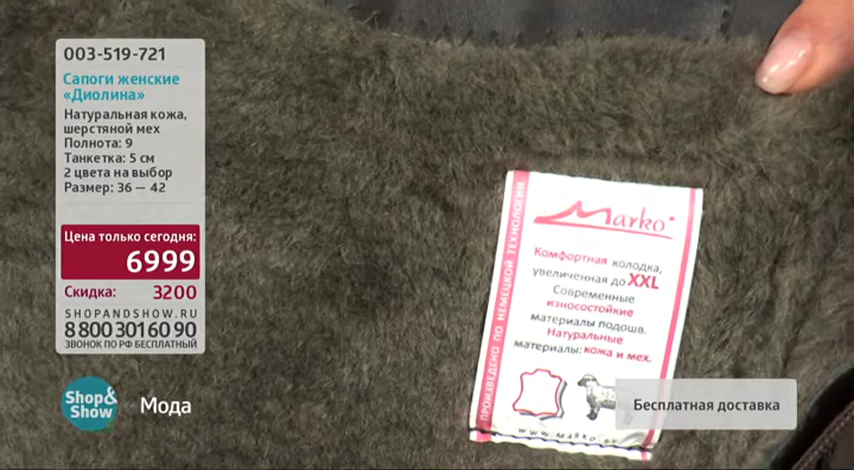 003-519-721
Сапоги женские
«Диолина»
Натуральная кожа,
шерстяной мех
Полнота: 9
Танкетка: 5 см
2 цвета на выбор
Размер: 36 — 42
Цена только сегодня:
6999
Скидка: 3200
SHOPANDSHOW.RU
8 800 301 60 90
ЗВОНОК ПО РФ БЕСПЛАТНЫЙ
Shop&
Show
Мода
ПРОИЗВЕДЕНО ПО НЕМЕЦКОЙ ТЕХНОЛОГИИ
Marko
Комфортная колодка,
увеличенная до XXL
Современные
износостойкие
материалы подошв.
Натуральные
материалы: кожа и мех.
Бесплатная доставка